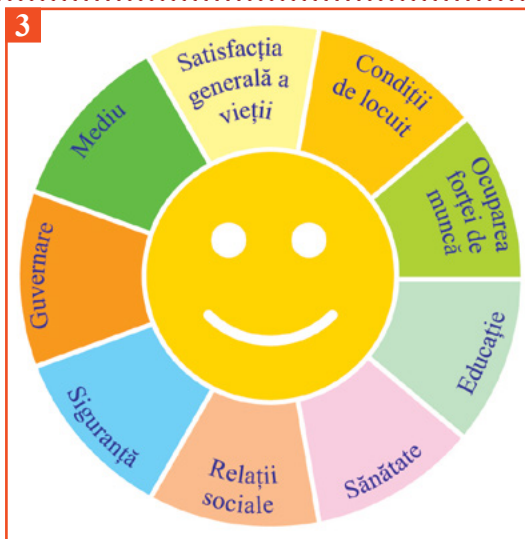 3
Satisfacția
generală a
vieții
Condiții
de locuit
Ocuparea
forței de
muncă
Educație
Sănătate
Relații
sociale
Siguranță
Guvernare
Mediu